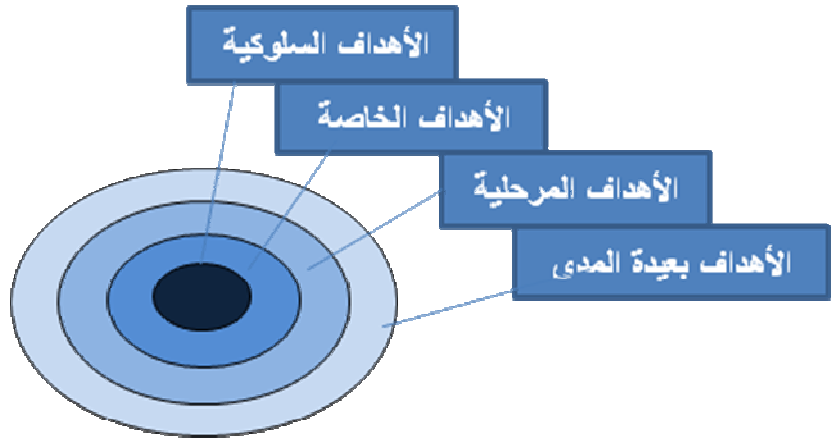 الأهداف السلوكية
الأهداف الخاصة
الأهداف المرحلية
الأهداف بعيدة المدى